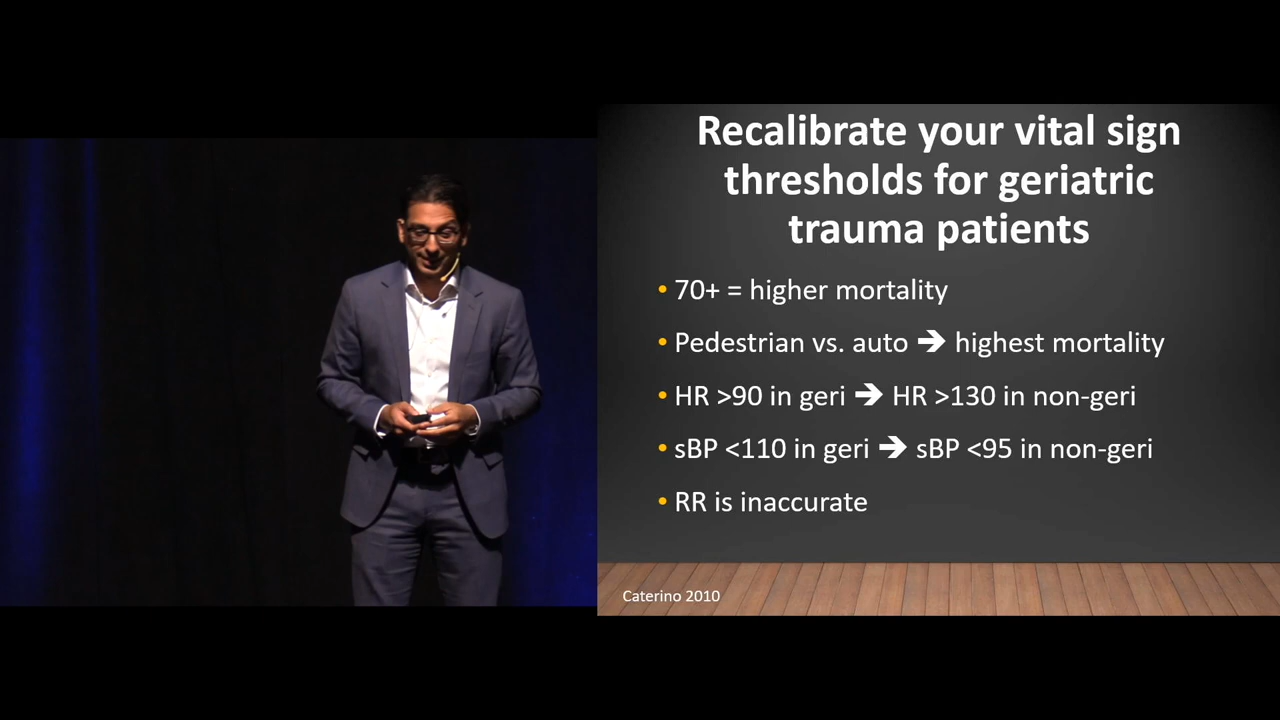 Recalibrate your vital sign
thresholds for geriatric
trauma patients
• 70+ = higher mortality
• Pedestrian vs. auto ➔ highest mortality
• HR >90 in geri ➔ HR >130 in non-geri
• sBP <110 in geri ➔ sBP <95 in non-geri
• RR is inaccurate
Caterino 2010